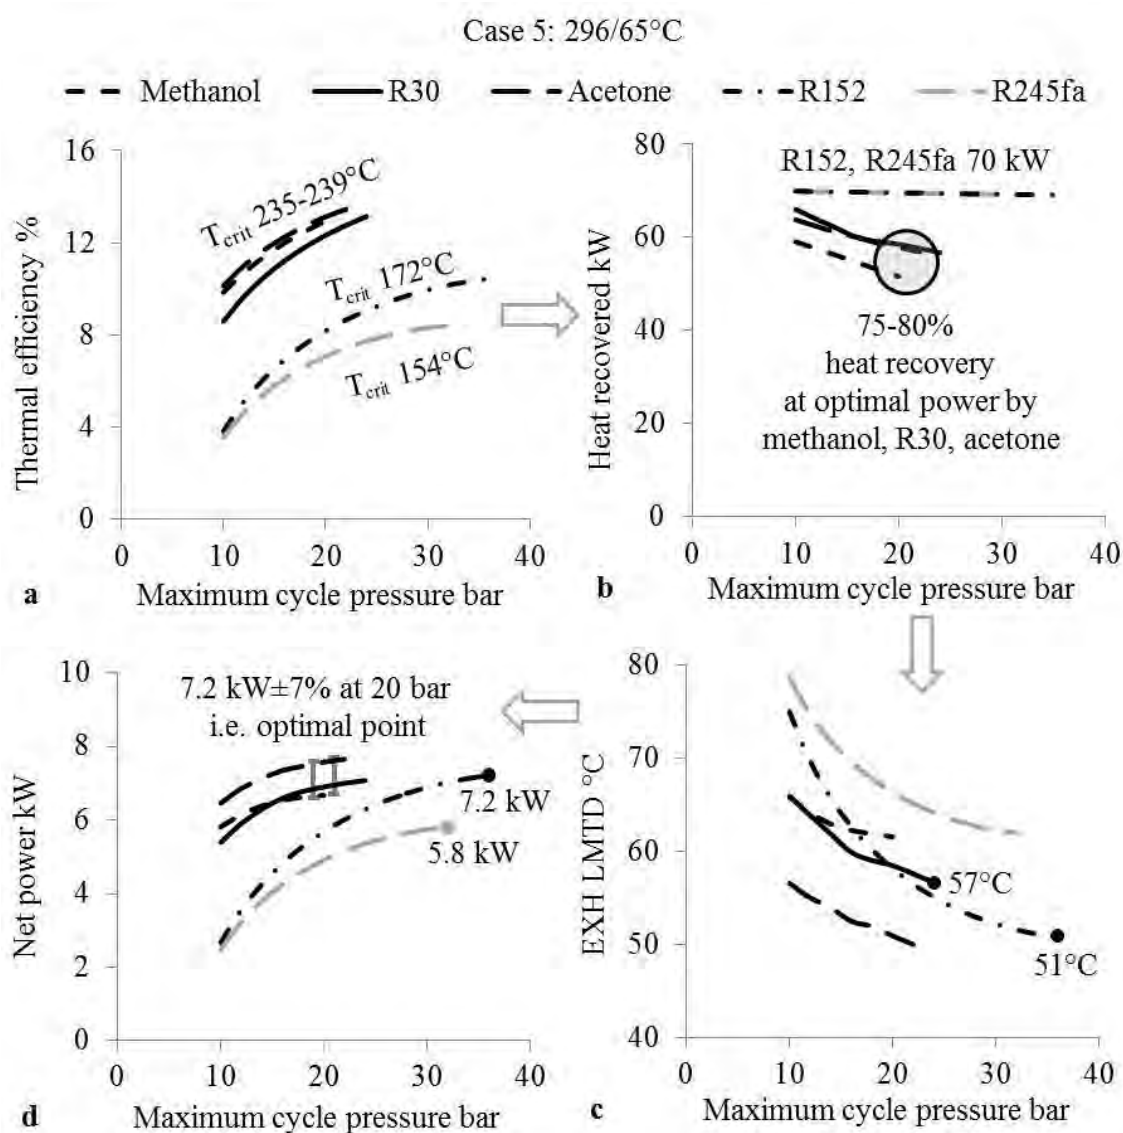 Case 5: 296/65°C
Methanol R30 Acetone R152 R245fa
16
12
8
4
0
0 10 20 30 40
Thermal efficiency %
T_crit 235-239°C
T_crit 172°C
T_crit 154°C
a
Maximum cycle pressure bar
80
60
40
20
0
0 10 20 30 40
Heat recovered kW
R152, R245fa 70 kW
75-80%
heat recovery
at optimal power by
methanol, R30, acetone
b
Maximum cycle pressure bar
10
8
6
4
2
0
0 10 20 30 40
Net power kW
7.2 kW±7% at 20 bar
i.e. optimal point
7.2 kW
5.8 kW
d
Maximum cycle pressure bar
80
70
60
50
40
0 10 20 30 40
EXH LMTD °C
57°C
51°C
c
Maximum cycle pressure bar